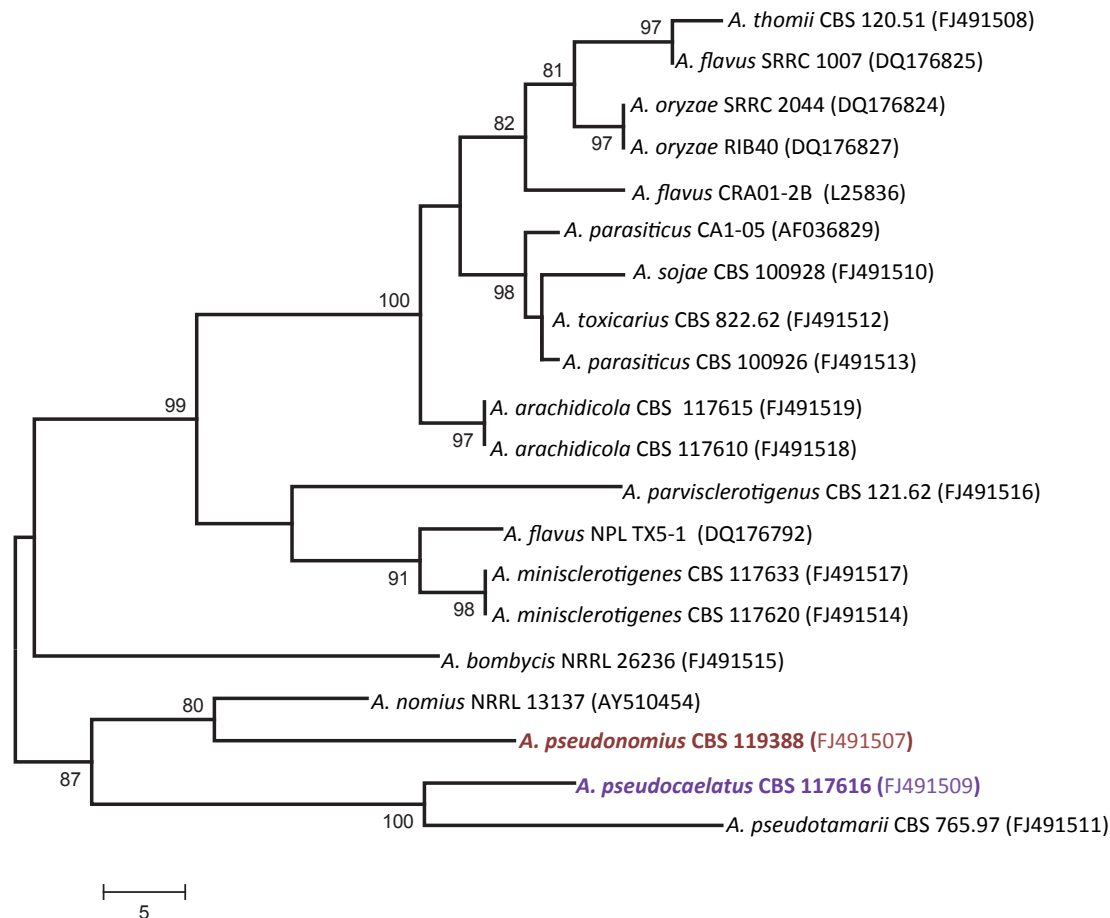 97
A. thomii CBS 120.51 (FJ491508)
A. flavus SRRC 1007 (DQ176825)
81
A. oryzae SRRC 2044 (DQ176824)
82
97
A. oryzae RIB40 (DQ176827)
A. flavus CRA01-2B (L25836)
A. parasiticus CA1-05 (AF036829)
A. sojae CBS 100928 (FJ491510)
98
100
A. toxicarius CBS 822.62 (FJ491512)
A. parasiticus CBS 100926 (FJ491513)
99
A. arachidicola CBS 117615 (FJ491519)
97
A. arachidicola CBS 117610 (FJ491518)
A. parvisclerotigenus CBS 121.62 (FJ491516)
A. flavus NPL TX5-1 (DQ176792)
91
A. minisclerotigenes CBS 117633 (FJ491517)
98
A. minisclerotigenes CBS 117620 (FJ491514)
A. bombycis NRRL 26236 (FJ491515)
80
A. nomius NRRL 13137 (AY510454)
A. pseudonomius CBS 119388 (FJ491507)
87
A. pseudocaelatus CBS 117616 (FJ491509)
100
A. pseudotamarii CBS 765.97 (FJ491511)
5